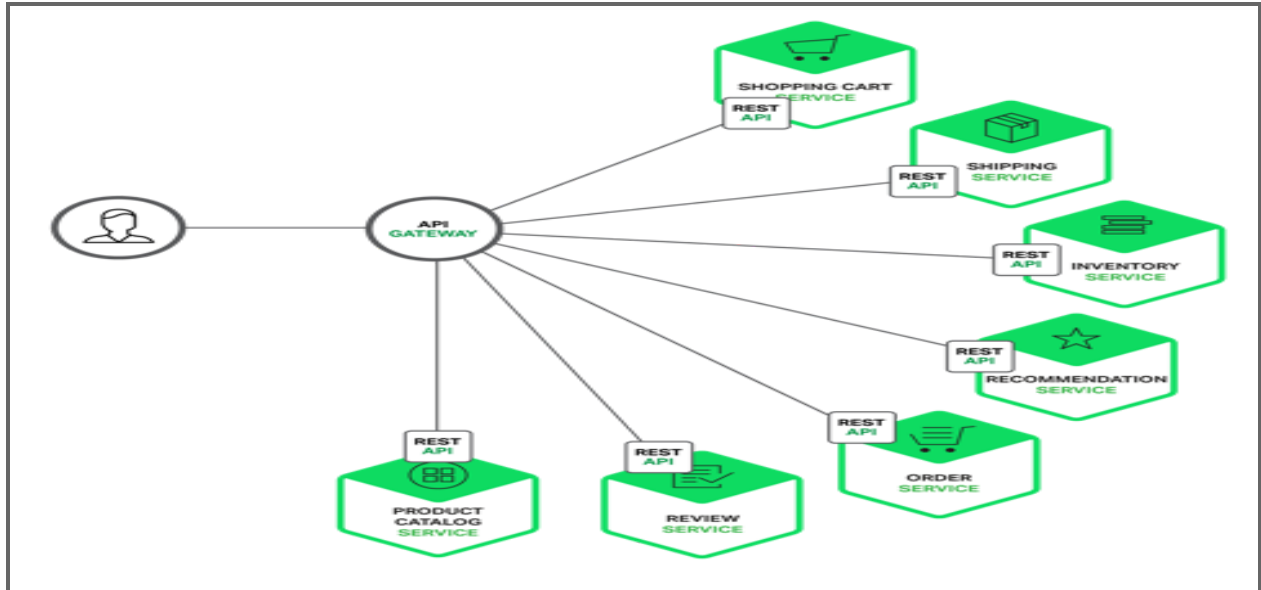 SHOPPING CART
SERVICE
REST
API
SHIPPING
SERVICE
REST
API
API
GATEWAY
INVENTORY
SERVICE
REST
API
RECOMMENDATION
SERVICE
REST
API
ORDER
SERVICE
REST
API
REVIEW
SERVICE
REST
API
PRODUCT
CATALOG
SERVICE
REST
API